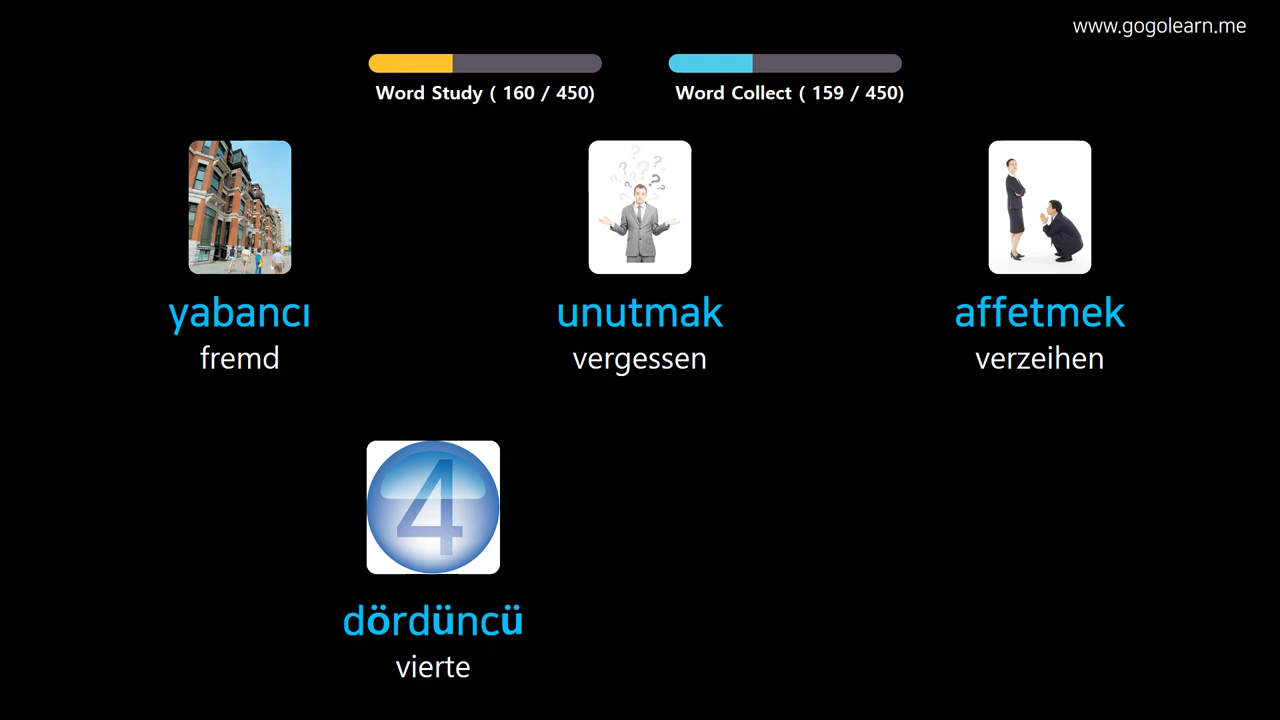 www.gogolearn.me
Word Study ( 160 / 450)
Word Collect ( 159 / 450)
yabancı
fremd
unutmak
vergessen
affetmek
verzeihen
4
dördüncü
vierte